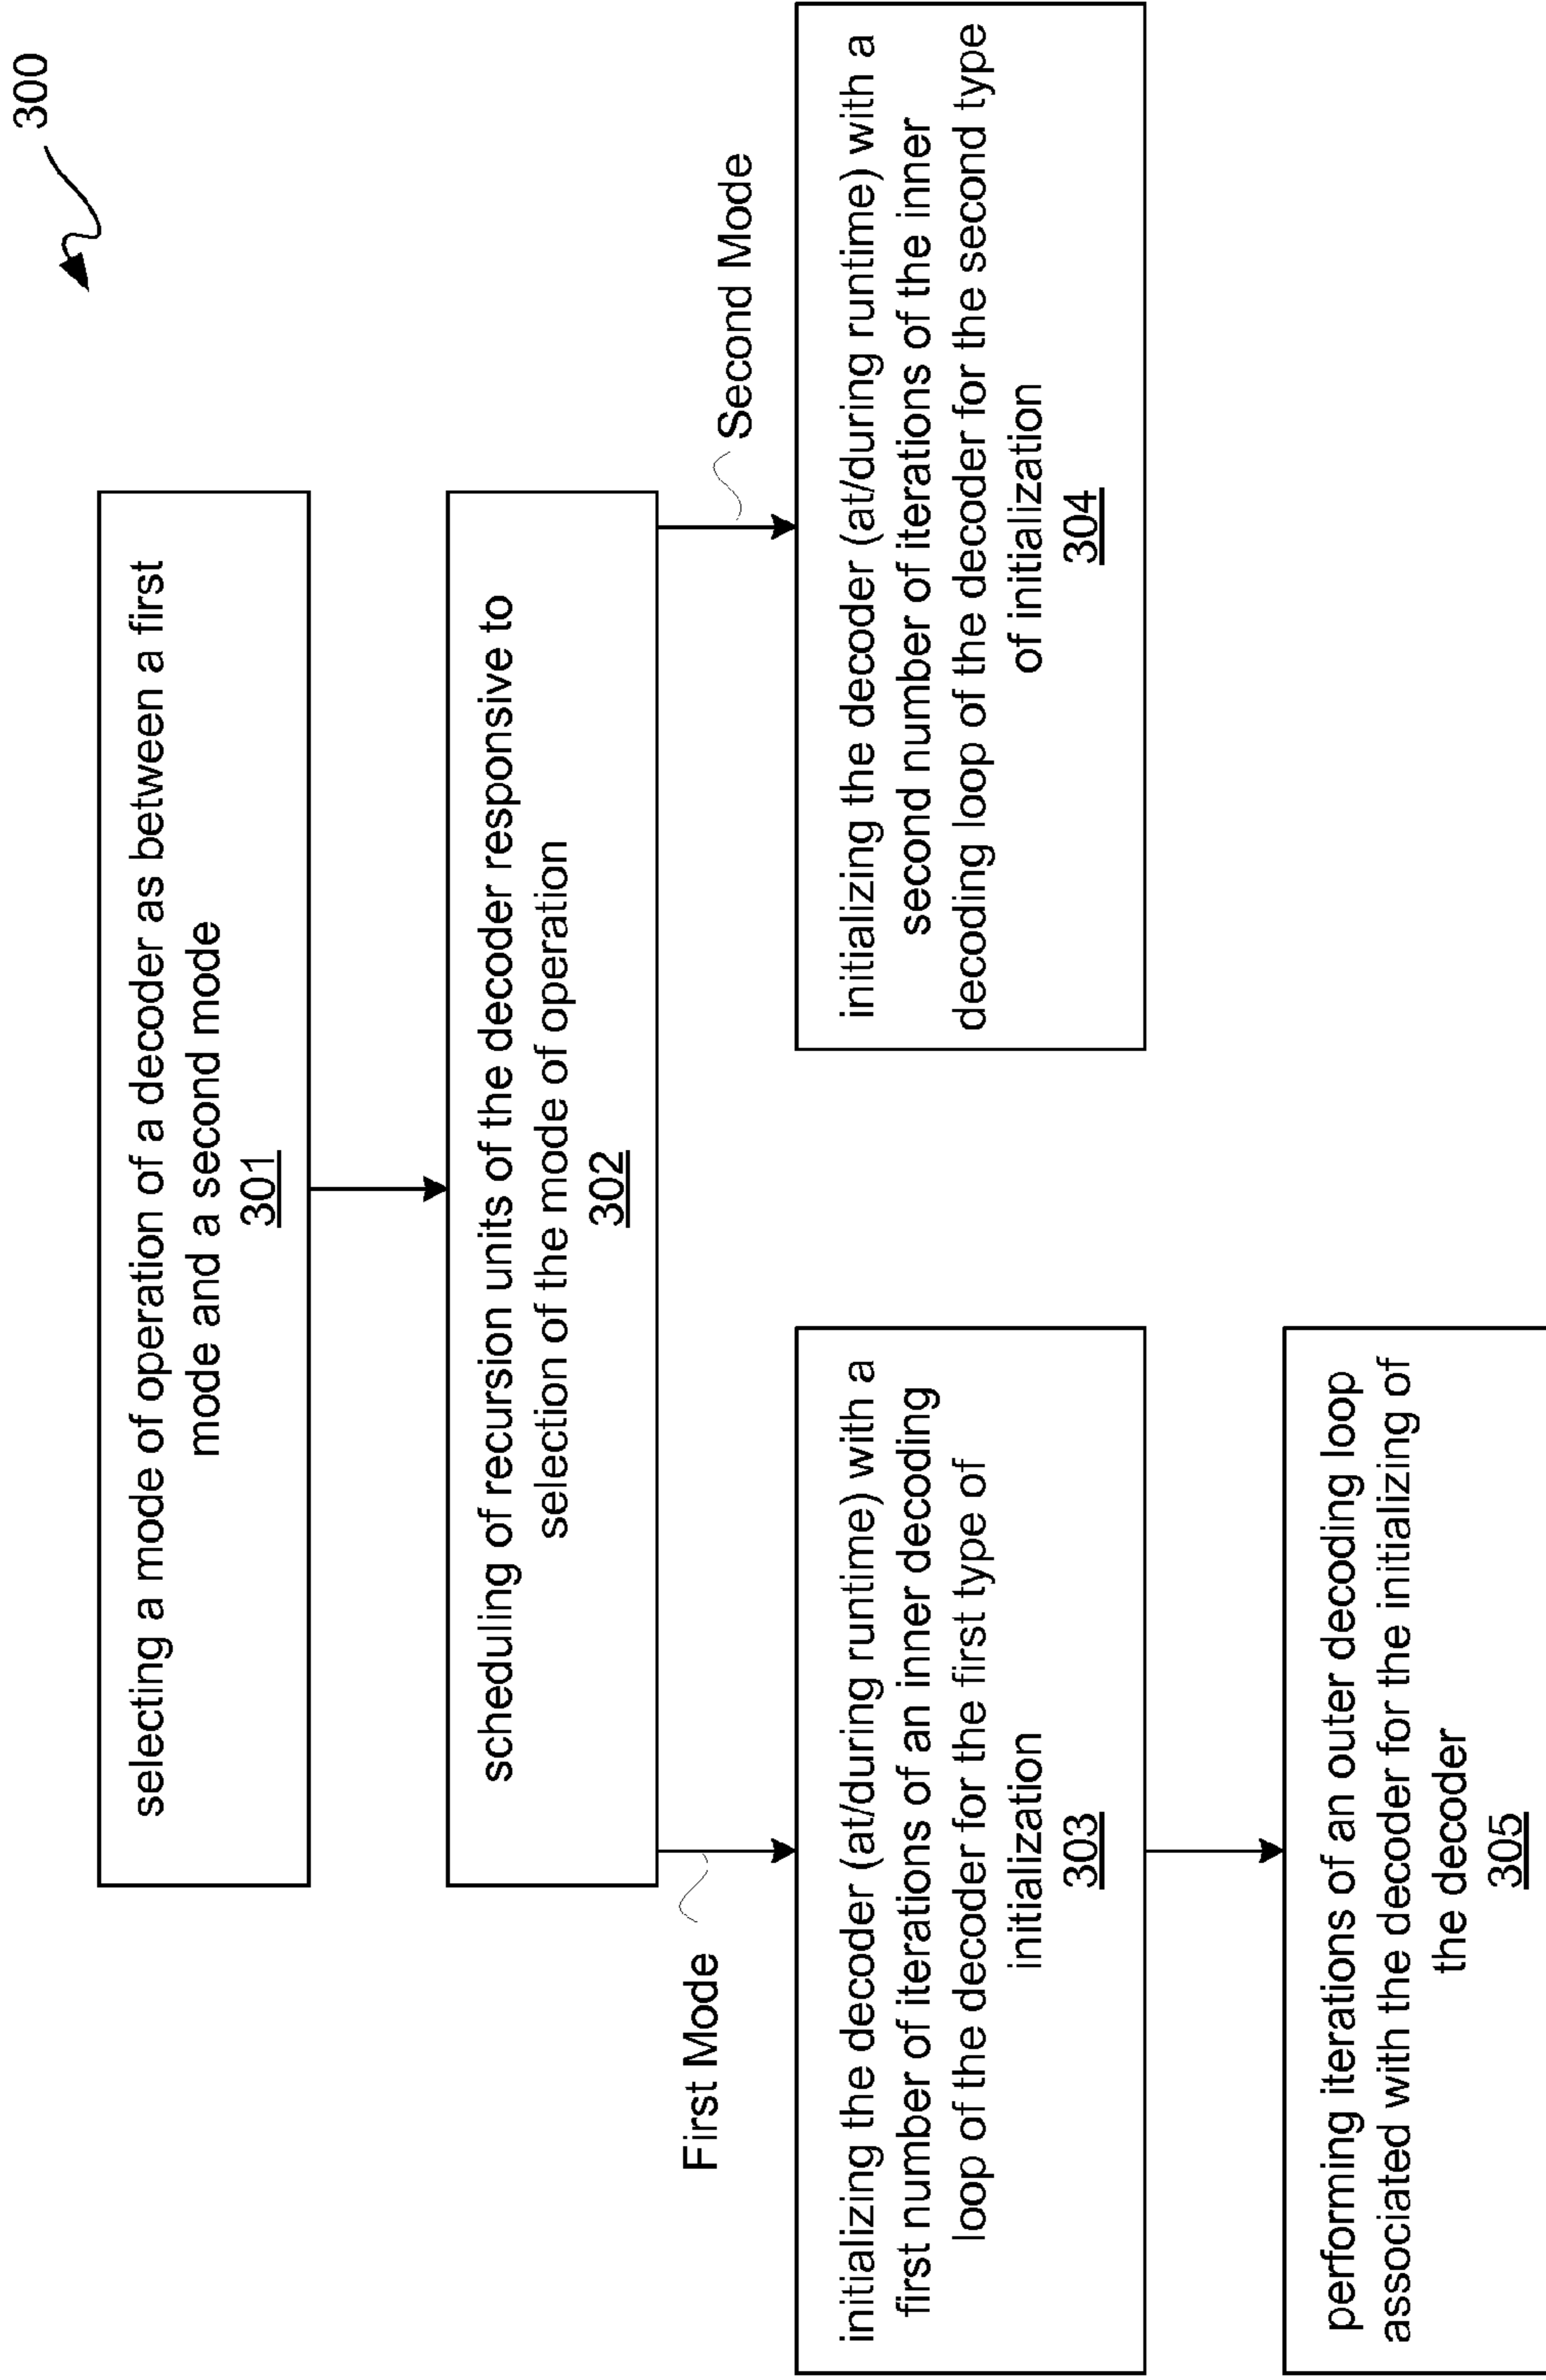 300
selecting a mode of operation of a decoder as between a first
mode and a second mode
301
scheduling of recursion units of the decoder responsive to
selection of the mode of operation
302
First Mode
Second Mode
initializing the decoder (at/during runtime) with a
first number of iterations of an inner decoding
loop of the decoder for the first type of
initialization
303
initializing the decoder (at/during runtime) with a
second number of iterations of the inner
decoding loop of the decoder for the second type
of initialization
304
performing iterations of an outer decoding loop
associated with the decoder for the initializing of
the decoder
305